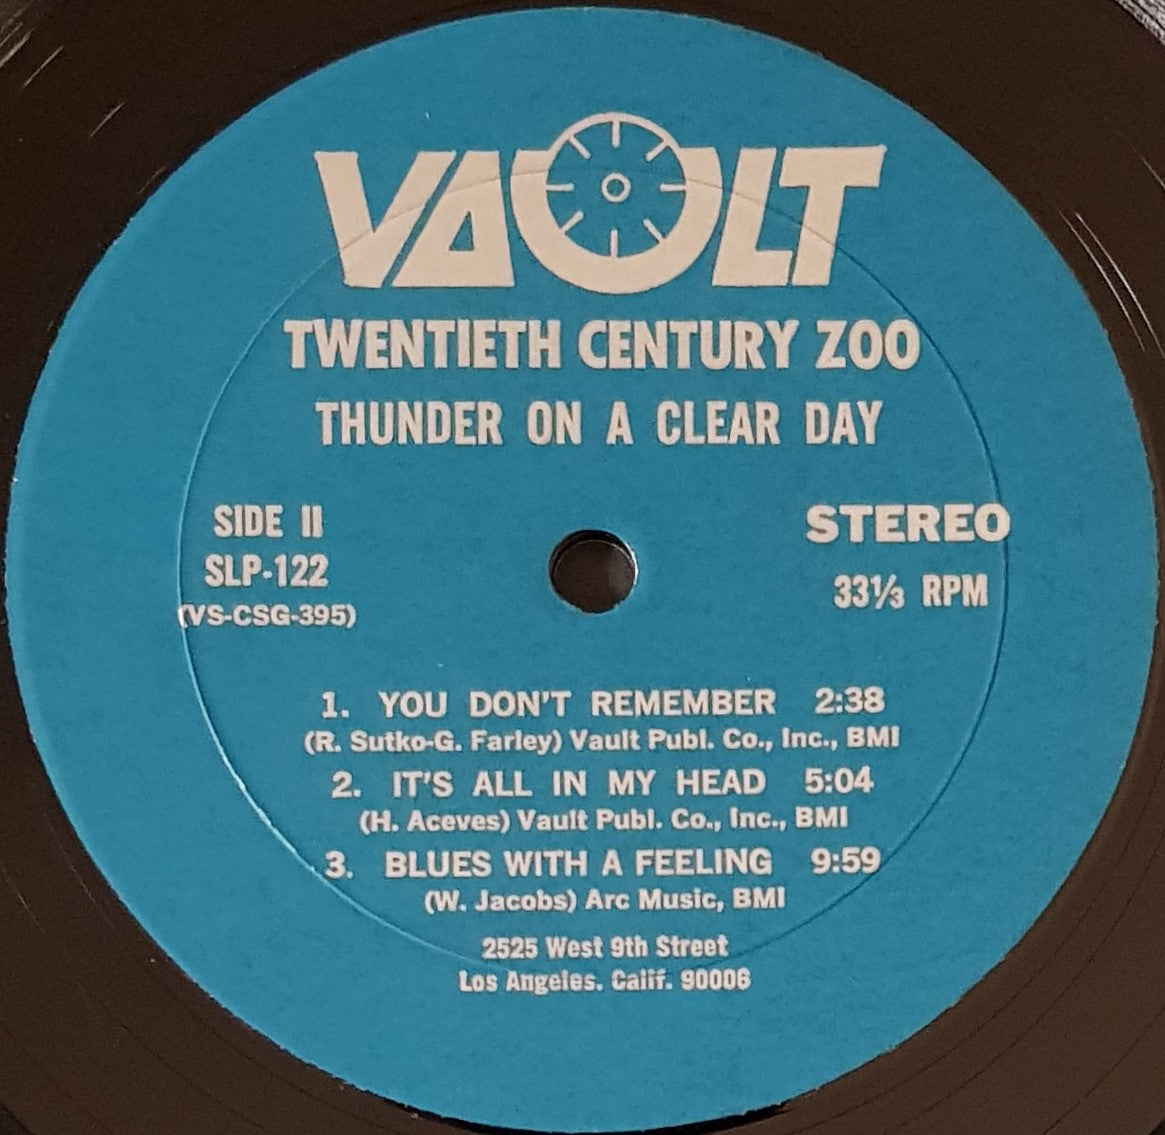 VAULT
TWENTIETH CENTURY ZOO
THUNDER ON A CLEAR DAY
SIDE II
SLP-122
(VS-CSG-395)
STEREO
33⅓ RPM
1. YOU DON'T REMEMBER 2:38
(R. Sutko-G. Farley) Vault Publ. Co., Inc., BMI
2. IT'S ALL IN MY HEAD 5:04
(H. Aceves) Vault Publ. Co., Inc., BMI
3. BLUES WITH A FEELING 9:59
(W. Jacobs) Arc Music, BMI
2525 West 9th Street
Los Angeles. Calif. 90006